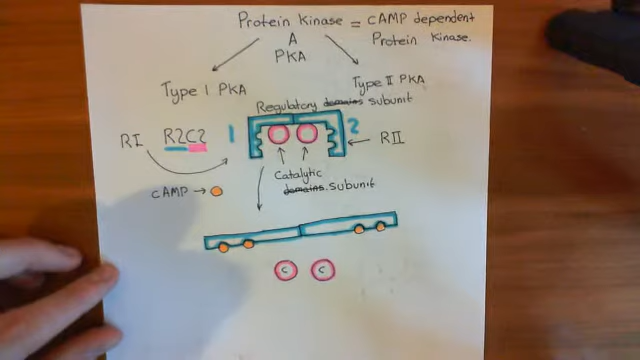 Protein kinase = cAMP dependent
A Protein Kinase.
PKA
Type I PKA
Type II PKA
Regulatory domains subunit
RI R2C2 1 2 RII
Catalytic
domains. subunit
cAMP →
C C